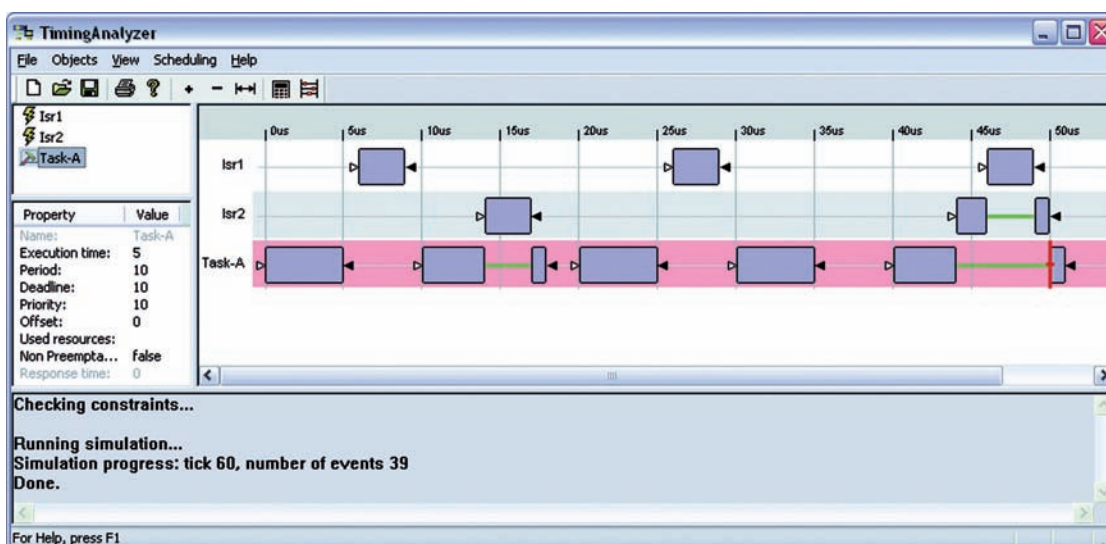 TimingAnalyzer
File Objects View Scheduling Help
Isr1
Isr2
Task-A
Property Value
Name: Task-A
Execution time: 5
Period: 10
Deadline: 10
Priority: 10
Offset: 0
Used resources:
Non Preempta... false
Response time: 0
0us 5us 10us 15us 20us 25us 30us 35us 40us 45us 50us
Isr1
Isr2
Task-A
Checking constraints...
Running simulation...
Simulation progress: tick 60, number of events 39
Done.
For Help, press F1